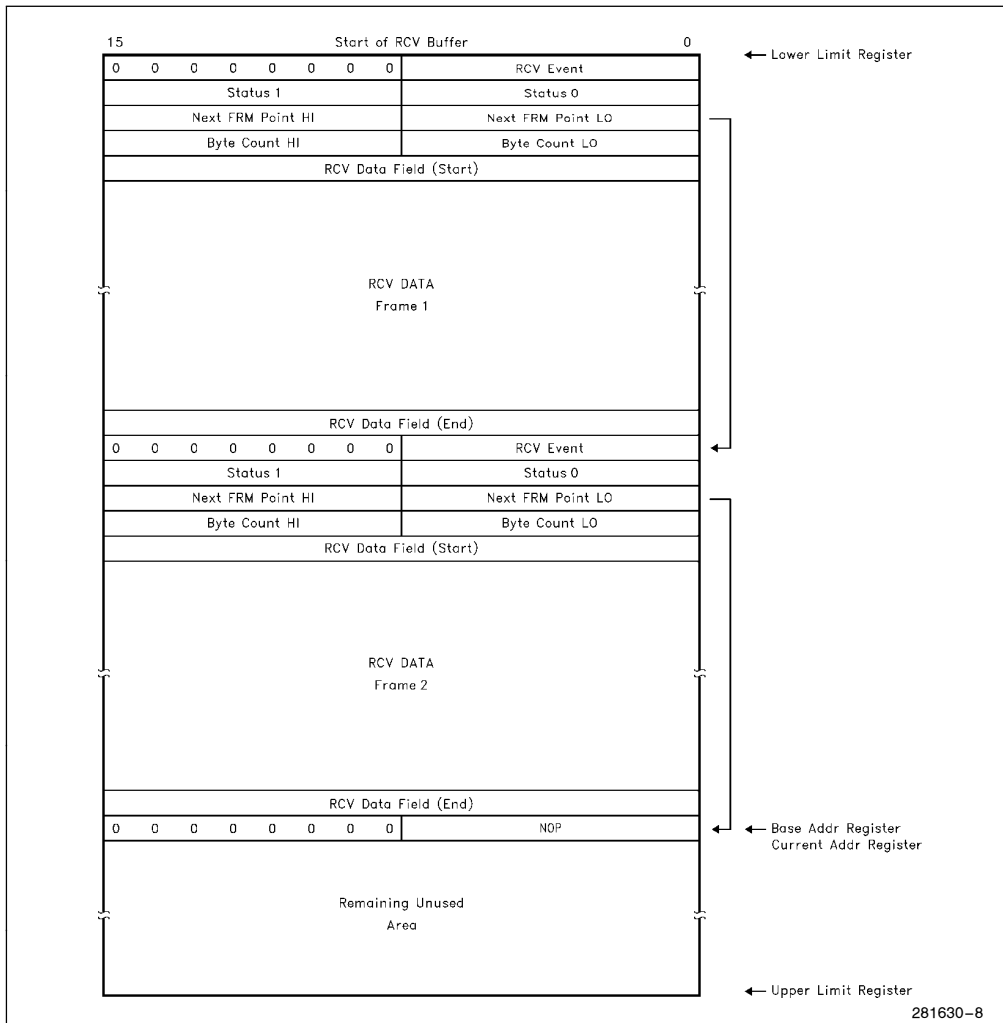 15 Start of RCV Buffer 0
Lower Limit Register
0 0 0 0 0 0 0 0 RCV Event
Status 1 Status 0
Next FRM Point HI Next FRM Point LO
Byte Count HI Byte Count LO
RCV Data Field (Start)
RCV DATA
Frame 1
RCV Data Field (End)
0 0 0 0 0 0 0 0 RCV Event
Status 1 Status 0
Next FRM Point HI Next FRM Point LO
Byte Count HI Byte Count LO
RCV Data Field (Start)
RCV DATA
Frame 2
RCV Data Field (End)
0 0 0 0 0 0 0 0 NOP
Base Addr Register
Current Addr Register
Remaining Unused
Area
Upper Limit Register
281630–8